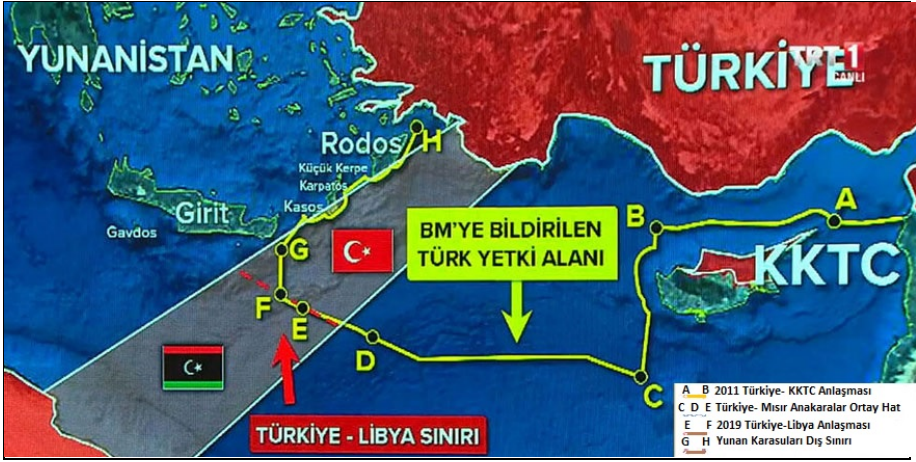 YUNANİSTAN
TÜRKİYE
TRT 1
CANLI
Rodos
H
Küçük Kerpe
Karpatos
Kasos
Girit
Gavdos
G
F
E
D
BM'YE BİLDİRİLEN
TÜRK YETKİ ALANI
B
A
KKTC
C
TÜRKİYE - LİBYA SINIRI
A B 2011 Türkiye- KKTC Anlaşması
C D E Türkiye- Mısır Anakaralar Ortay Hat
E F 2019 Türkiye-Libya Anlaşması
G H Yunan Karasuları Dış Sınırı